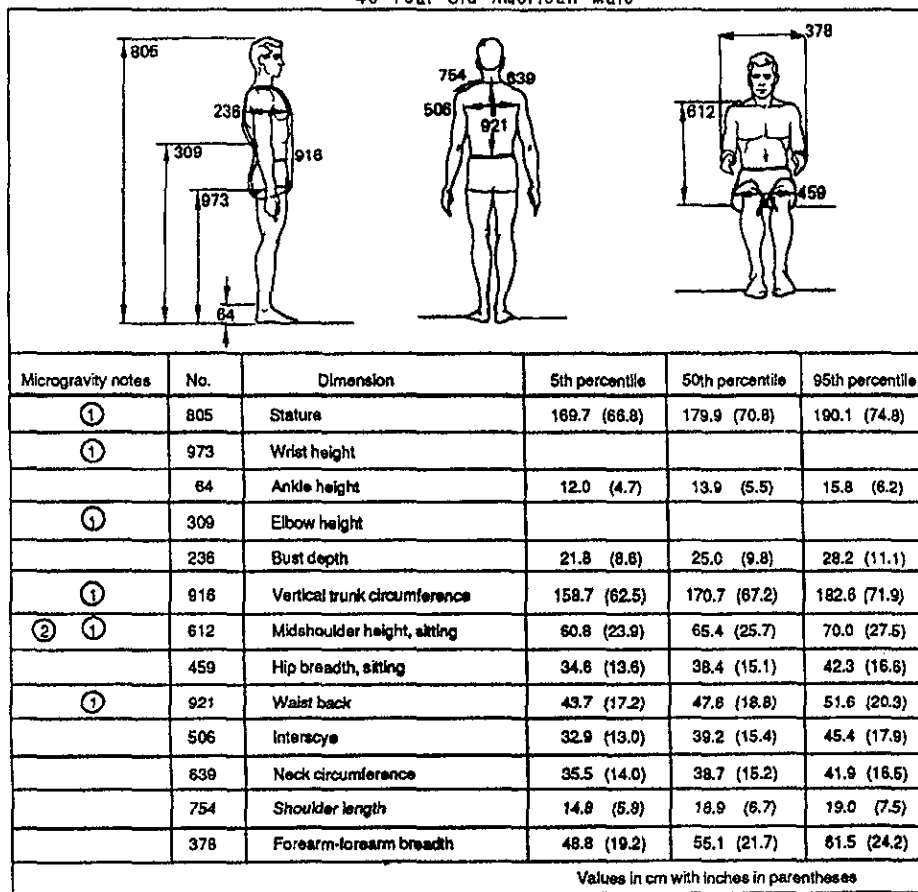 40 Year Old American Male
805
236
309
916
973
64
754
639
506
921
378
612
459
Microgravity notes No. Dimension 5th percentile 50th percentile 95th percentile
① 805 Stature 169.7 (66.8) 179.9 (70.8) 190.1 (74.8)
① 973 Wrist height
64 Ankle height 12.0 (4.7) 13.9 (5.5) 15.8 (6.2)
① 309 Elbow height
236 Bust depth 21.8 (8.6) 25.0 (9.8) 28.2 (11.1)
① 916 Vertical trunk circumference 158.7 (62.5) 170.7 (67.2) 182.6 (71.9)
② ① 612 Midshoulder height, sitting 60.8 (23.9) 65.4 (25.7) 70.0 (27.5)
459 Hip breadth, sitting 34.6 (13.6) 38.4 (15.1) 42.3 (16.6)
① 921 Waist back 43.7 (17.2) 47.6 (18.8) 51.6 (20.3)
506 Interscye 32.9 (13.0) 39.2 (15.4) 45.4 (17.9)
639 Neck circumference 35.5 (14.0) 38.7 (15.2) 41.9 (16.5)
754 Shoulder length 14.8 (5.8) 16.9 (6.7) 19.0 (7.5)
378 Forearm-forearm breadth 48.8 (19.2) 55.1 (21.7) 61.5 (24.2)
Values in cm with inches in parentheses